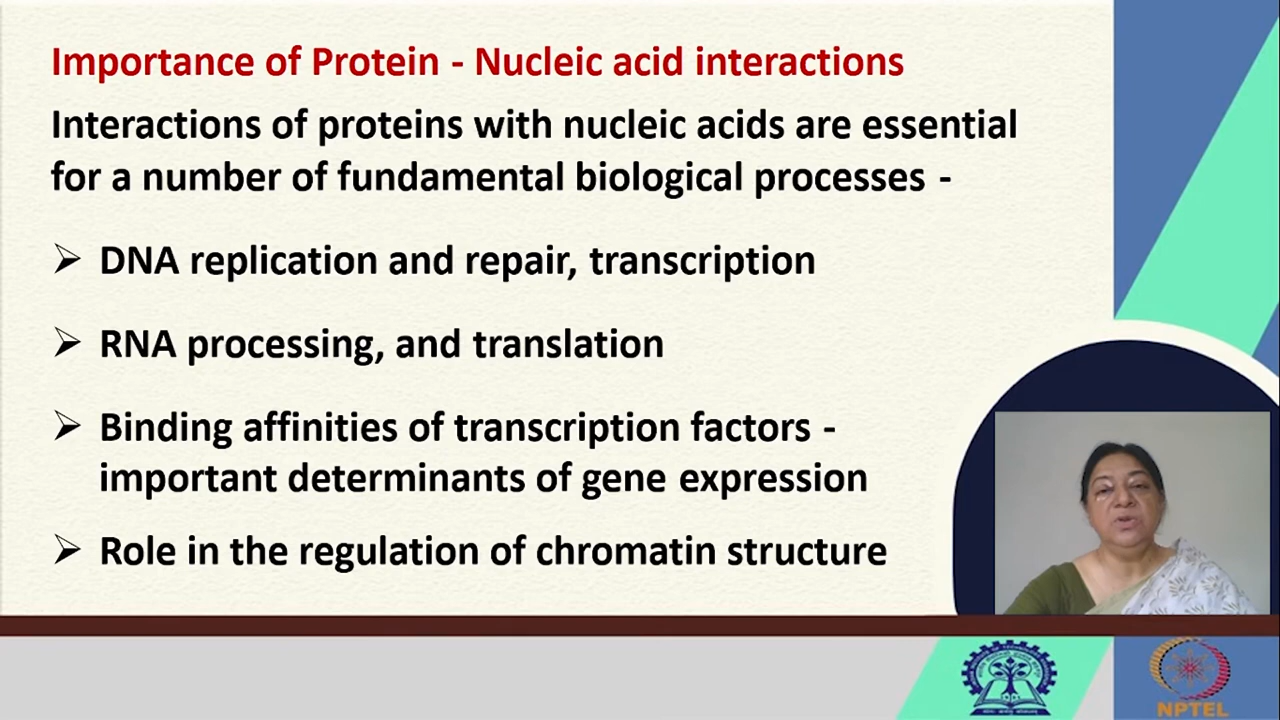 Importance of Protein - Nucleic acid interactions
Interactions of proteins with nucleic acids are essential
for a number of fundamental biological processes -
➢ DNA replication and repair, transcription
➢ RNA processing, and translation
➢ Binding affinities of transcription factors -
important determinants of gene expression
➢ Role in the regulation of chromatin structure
NPTEL